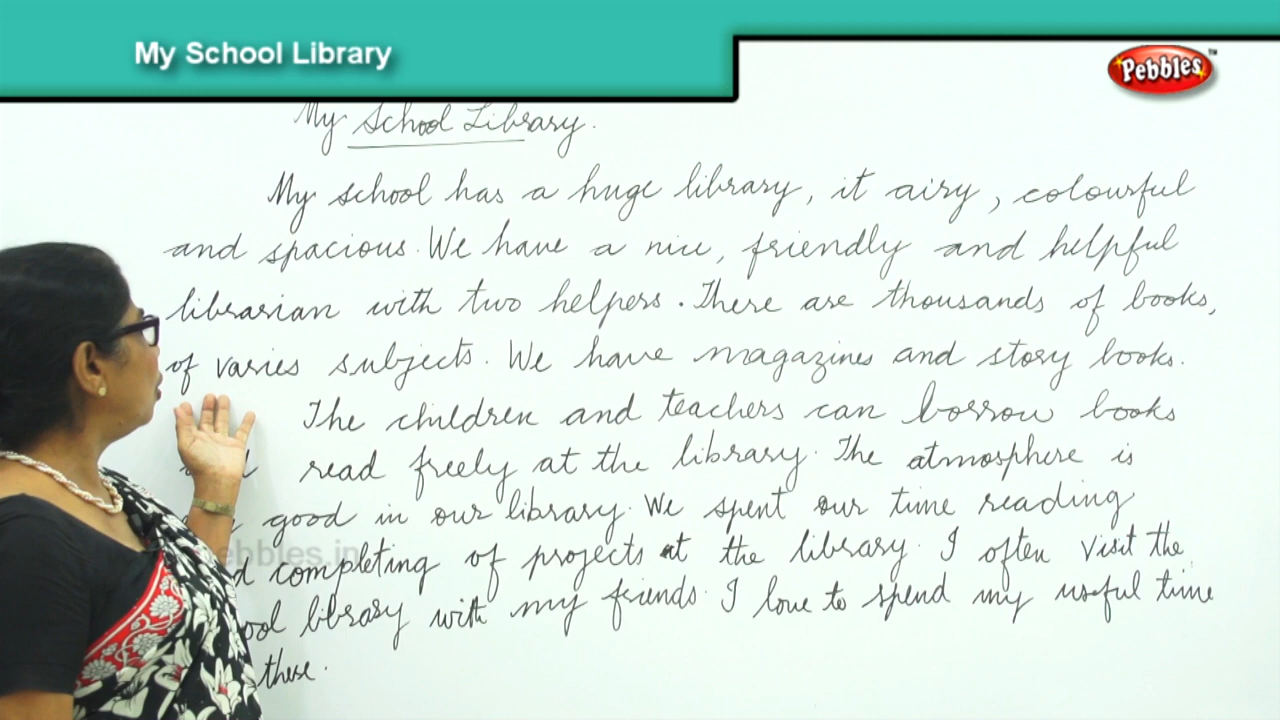 My School Library
Pebbles™
My School Library.
My school has a huge library, it airy, colourful
and spacious. We have a nice, friendly and helpful
librarian with two helpers. There are thousands of books,
of varies subjects. We have magazines and story books.
The children and teachers can borrow books
read freely at the library. The atmosphere is
good in our library. We spent our time reading
completing of projects at the library. I often visit the
library with my friends. I love to spend my useful time
there.
pebbles.in